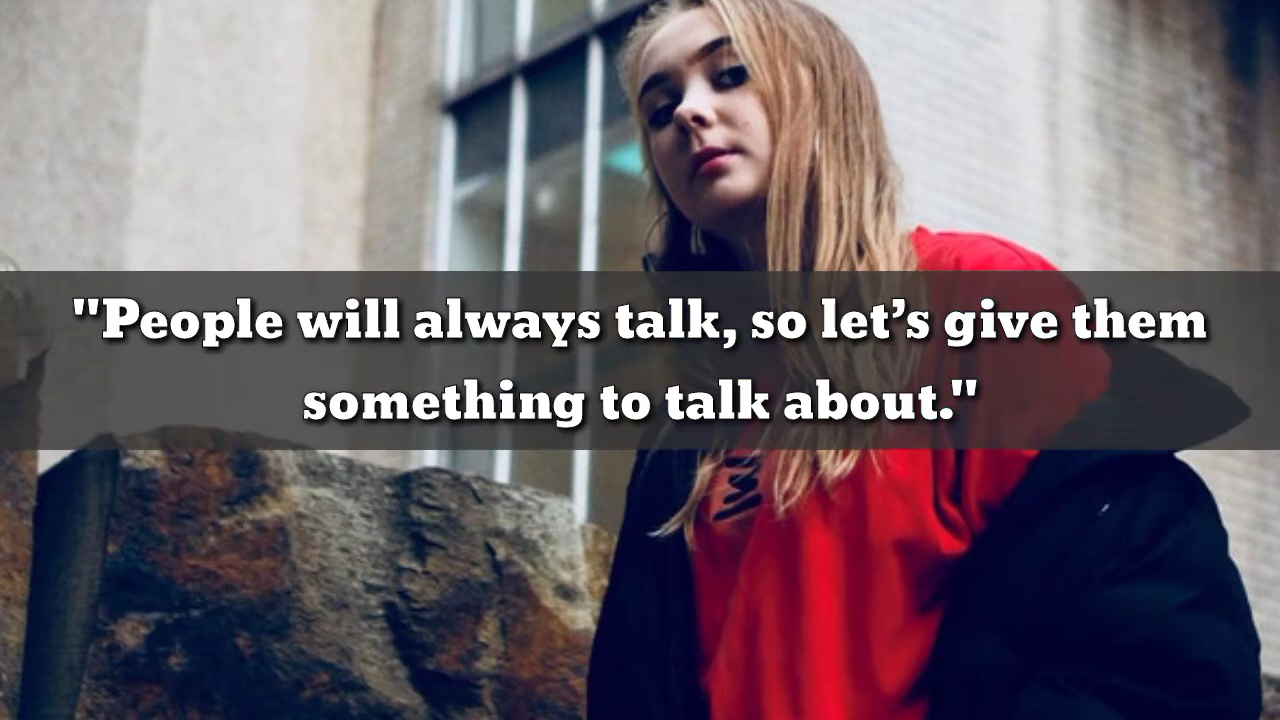 "People will always talk, so let’s give them
something to talk about."